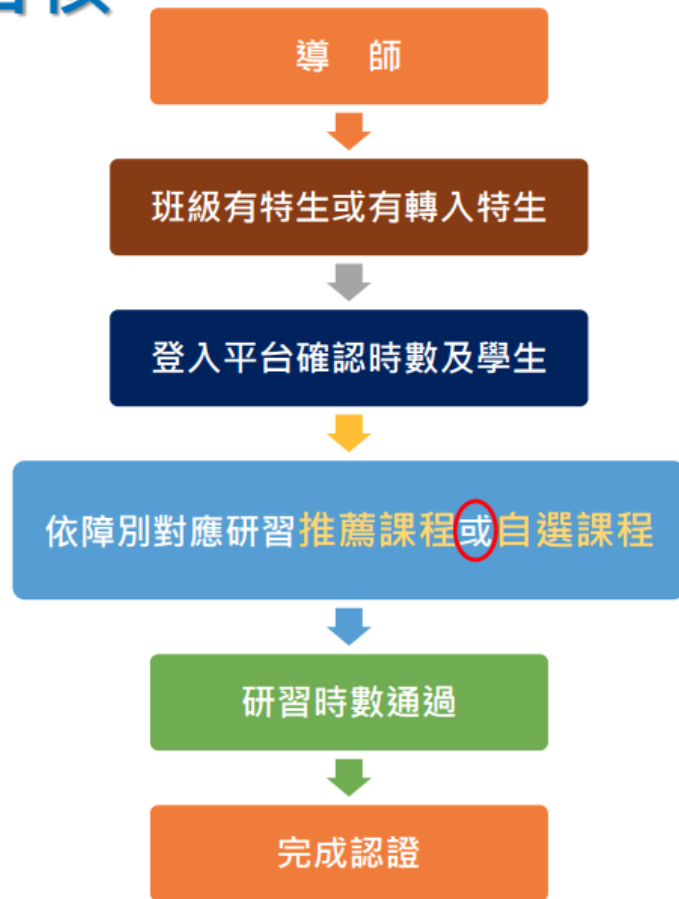 導 師
班級有特生或有轉入特生
登入平台確認時數及學生
依障別對應研習推薦課程或自選課程
研習時數通過
完成認證